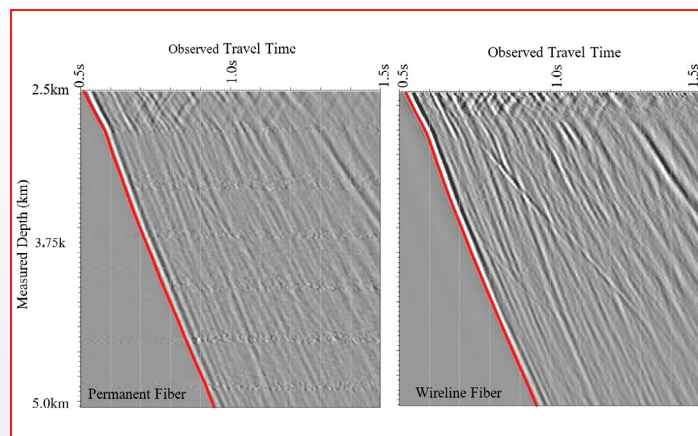 Observed Travel Time
0.5s
1.0s
1.5s
2.5km
3.75k
5.0km
Measured Depth (km)
Permanent Fiber
Observed Travel Time
0.5s
1.0s
1.5s
Wireline Fiber